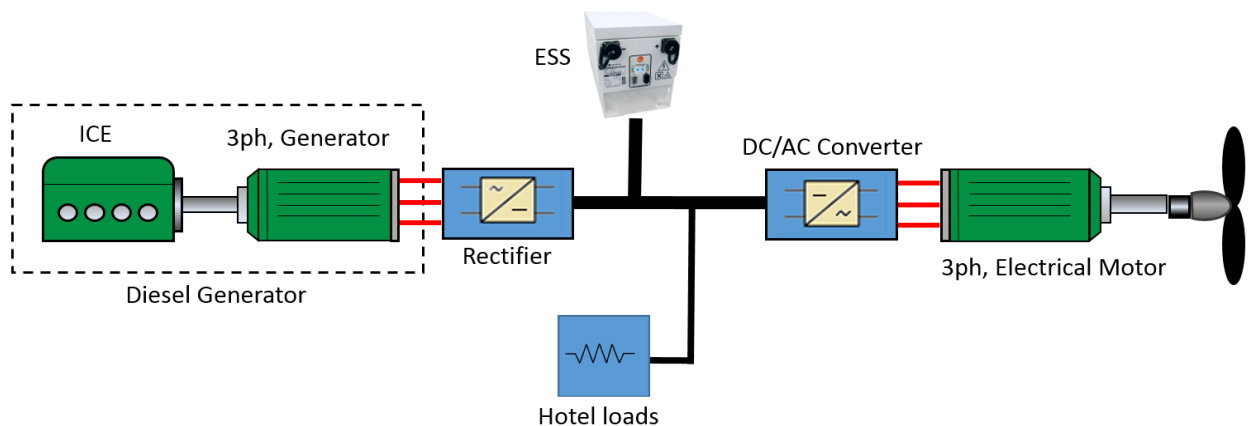 ESS
ICE
3ph, Generator
DC/AC Converter
Rectifier
3ph, Electrical Motor
Diesel Generator
Hotel loads